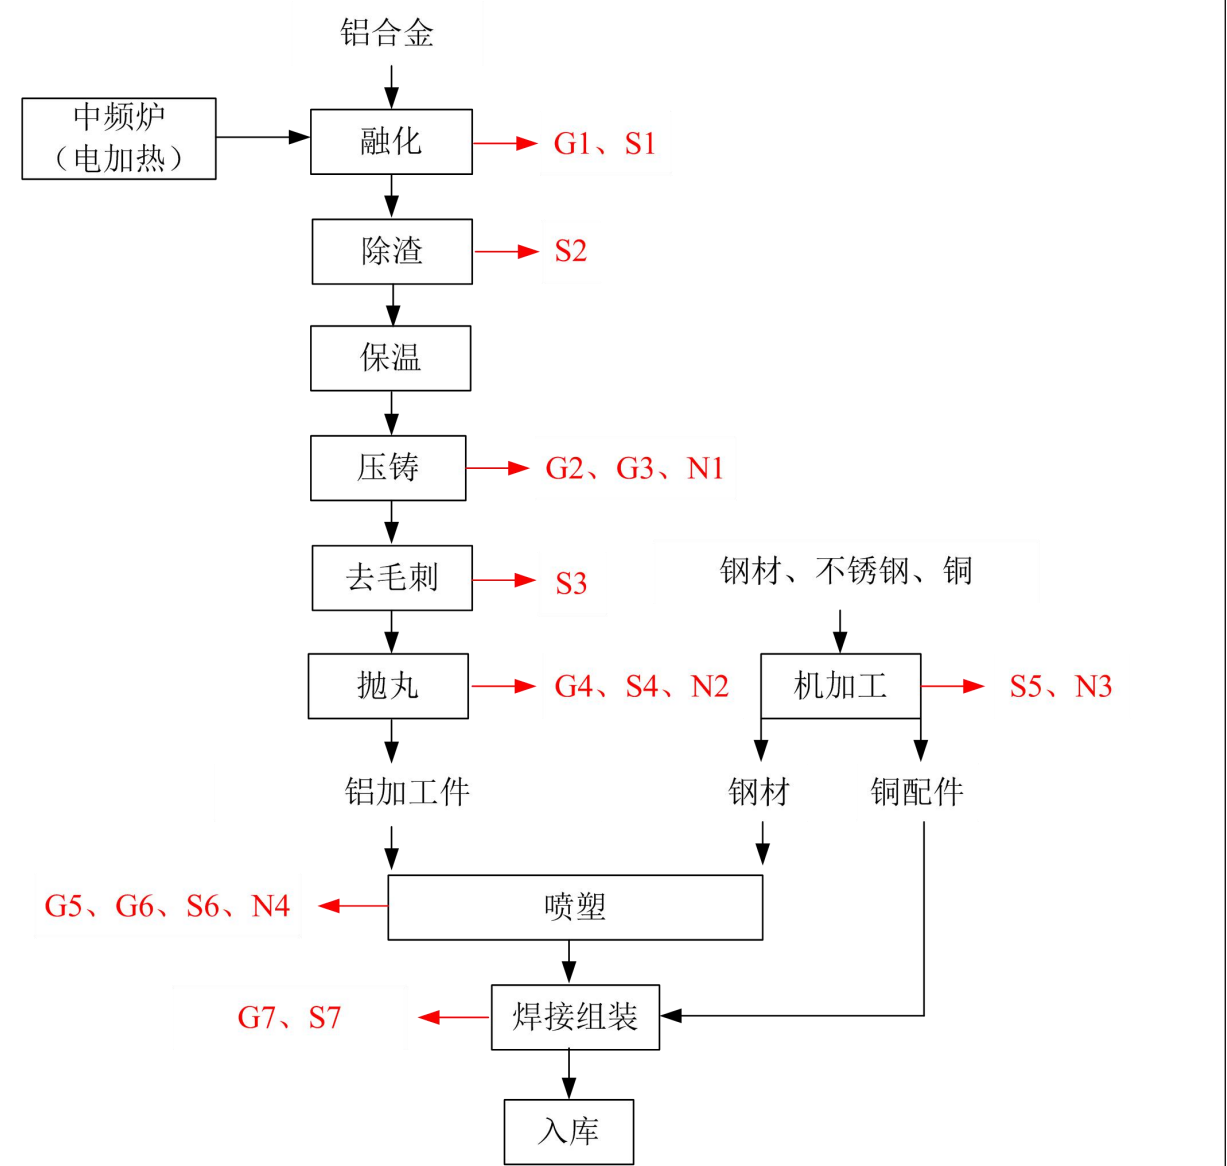 铝合金
中频炉
（电加热）
融化
G1、S1
除渣
S2
保温
压铸
G2、G3、N1
去毛刺
S3
钢材、不锈钢、铜
抛丸
G4、S4、N2
机加工
S5、N3
铝加工件
钢材
铜配件
G5、G6、S6、N4
喷塑
G7、S7
焊接组装
入库